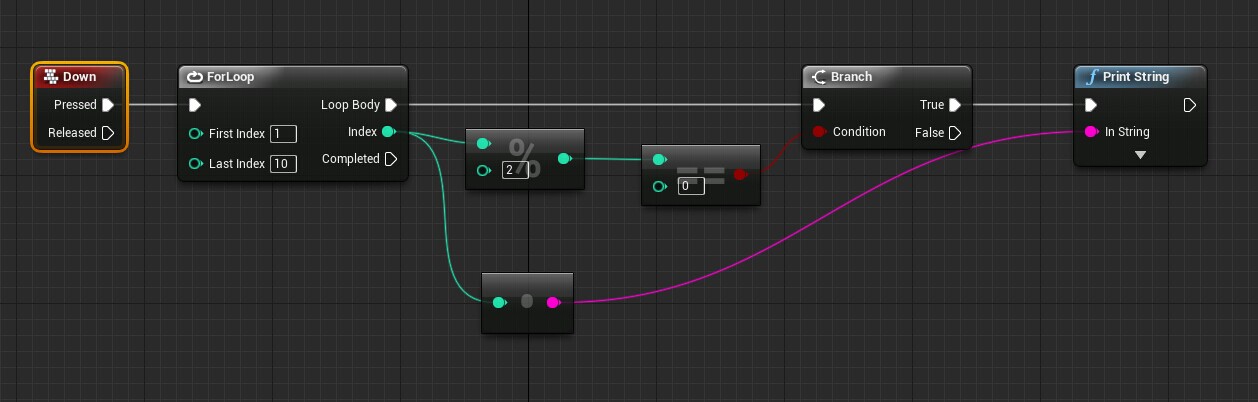 Down
Pressed
Released
ForLoop
Loop Body
First Index 1
Index
Last Index 10
Completed
%
2
==
0
Branch
True
Condition
False
Print String
In String